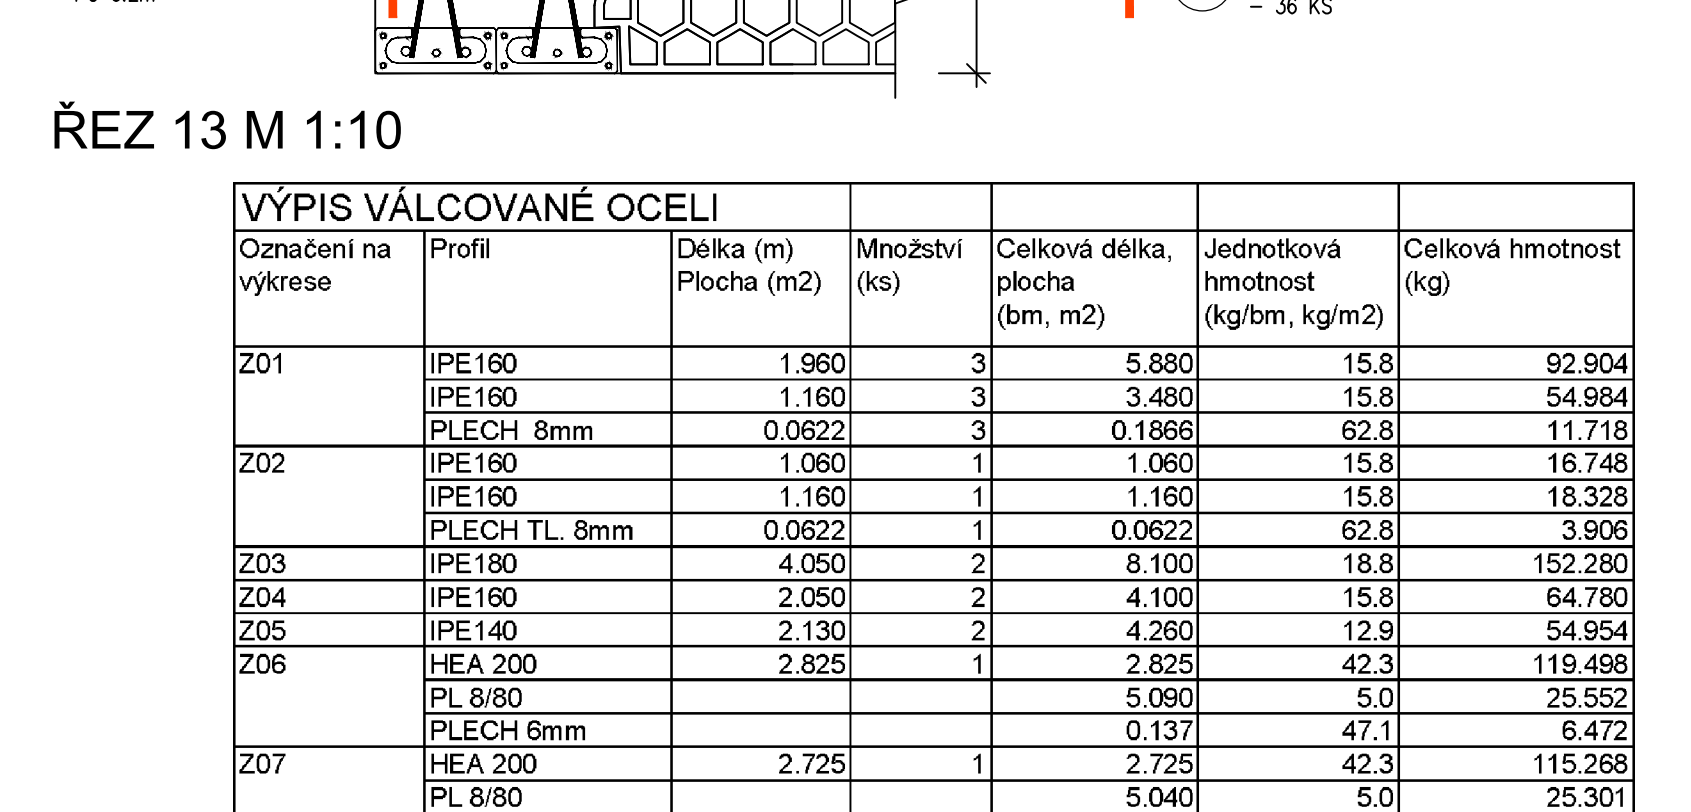 – 36 KS
ŘEZ 13 M 1:10
VÝPIS VÁLCOVANÉ OCELI
Označení na výkrese Profil Délka (m) Plocha (m2) Množství (ks) Celková délka, plocha (bm, m2) Jednotková hmotnost (kg/bm, kg/m2) Celková hmotnost (kg)
Z01 IPE160 1.960 3 5.880 15.8 92.904
IPE160 1.160 3 3.480 15.8 54.984
PLECH 8mm 0.0622 3 0.1866 62.8 11.718
Z02 IPE160 1.060 1 1.060 15.8 16.748
IPE160 1.160 1 1.160 15.8 18.328
PLECH TL. 8mm 0.0622 1 0.0622 62.8 3.906
Z03 IPE180 4.050 2 8.100 18.8 152.280
Z04 IPE160 2.050 2 4.100 15.8 64.780
Z05 IPE140 2.130 2 4.260 12.9 54.954
Z06 HEA 200 2.825 1 2.825 42.3 119.498
PL 8/80 5.090 5.0 25.552
PLECH 6mm 0.137 47.1 6.472
Z07 HEA 200 2.725 1 2.725 42.3 115.268
PL 8/80 5.040 5.0 25.301